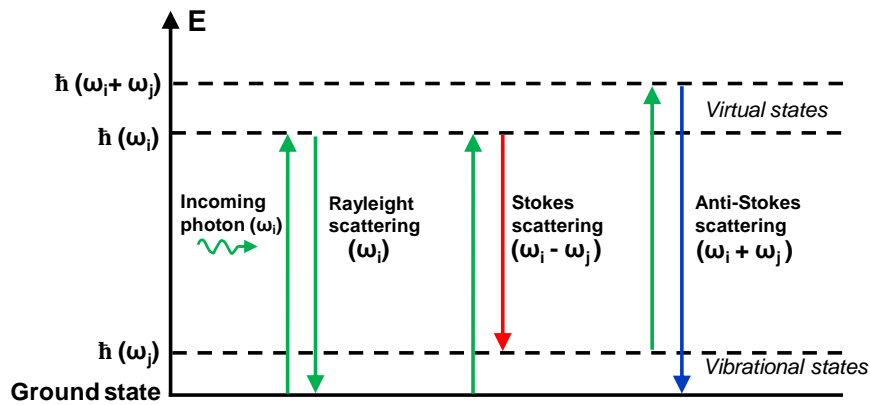 E
ħ (ωi+ ωj)
Virtual states
ħ (ωi)
Incoming
photon (ωi)
Rayleight
scattering
(ωi)
Stokes
scattering
(ωi - ωj)
Anti-Stokes
scattering
(ωi + ωj)
ħ (ωj)
Vibrational states
Ground state